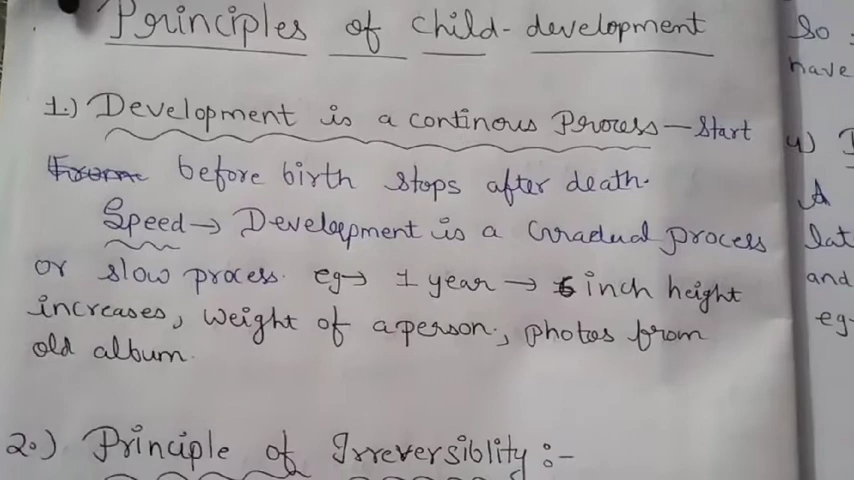 Principles of child-development
1.) Development is a continous Process — Start
From before birth stops after death.
Speed → Development is a Gradual process
or slow process. eg → 1 year → 6 inch height
increases, weight of a person., photos from
old album.
2.) Principle of Irreversiblity :-
So
have
4)
A
lat
and
eg-